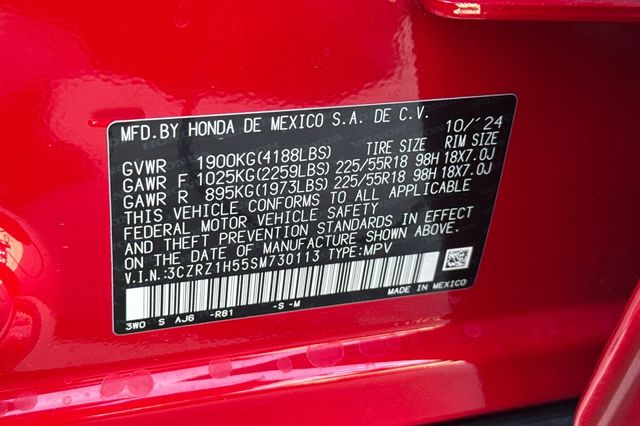 MFD.BY HONDA DE MEXICO S.A. DE C.V. 10/'24
GVWR 1900KG(4188LBS) TIRE SIZE RIM SIZE
GAWR F 1025KG(2259LBS) 225/55R18 98H 18X7.0J
GAWR R 895KG(1973LBS) 225/55R18 98H 18X7.0J
THIS VEHICLE CONFORMS TO ALL APPLICABLE
FEDERAL MOTOR VEHICLE SAFETY
AND THEFT PREVENTION STANDARDS IN EFFECT
ON THE DATE OF MANUFACTURE SHOWN ABOVE.
V.I.N.:3CZRZ1H55SM730113 TYPE:MPV
MADE IN MEXICO
3W0 S AJ6 -R81 -S -M